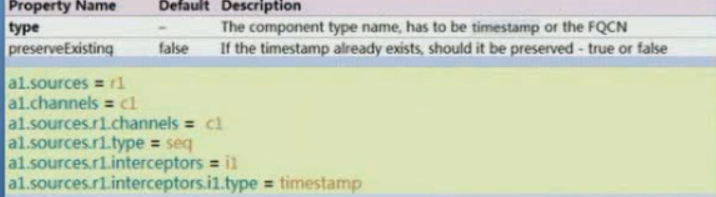 Property Name Default Description
type – The component type name, has to be timestamp or the FQCN
preserveExisting false If the timestamp already exists, should it be preserved - true or false
a1.sources = r1
a1.channels = c1
a1.sources.r1.channels = c1
a1.sources.r1.type = seq
a1.sources.r1.interceptors = i1
a1.sources.r1.interceptors.i1.type = timestamp